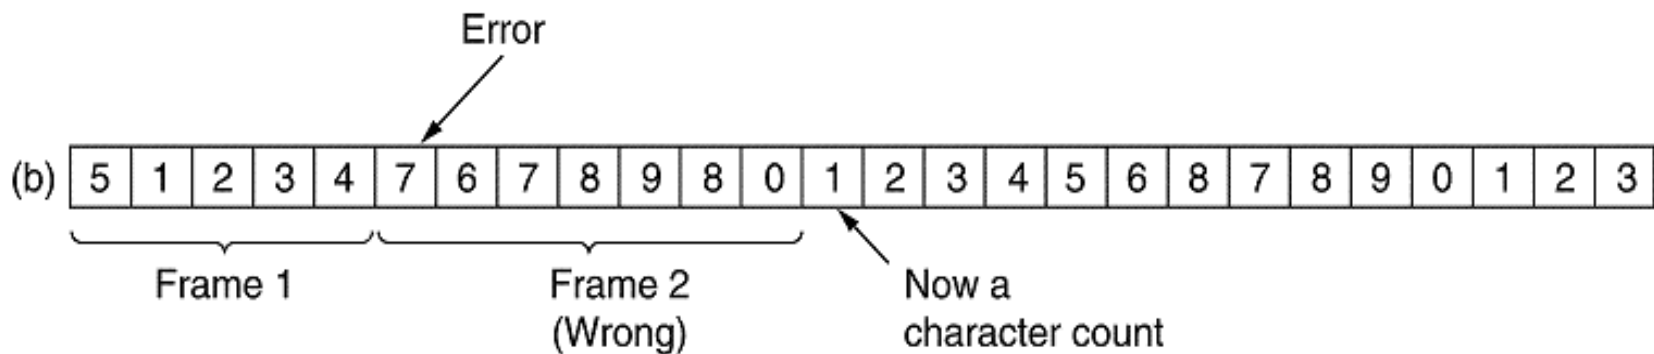 Error
(b) 5 1 2 3 4 7 6 7 8 9 8 0 1 2 3 4 5 6 8 7 8 9 0 1 2 3
Frame 1
Frame 2
(Wrong)
Now a
character count